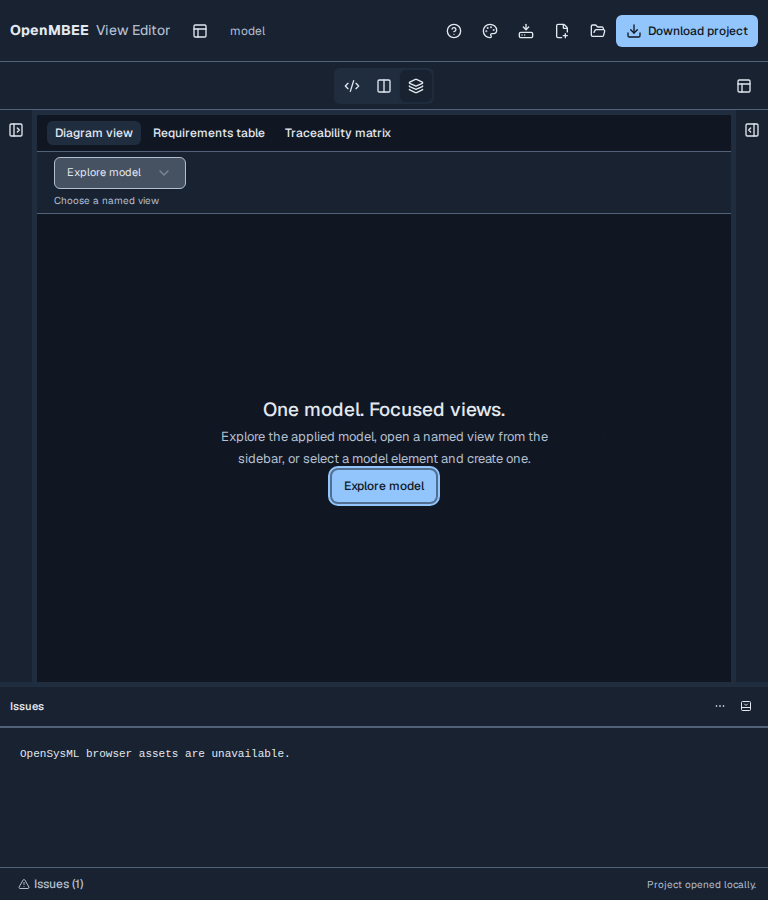 OpenMBEE View Editor model Download project
Diagram view Requirements table Traceability matrix
Explore model
Choose a named view
One model. Focused views.
Explore the applied model, open a named view from the
sidebar, or select a model element and create one.
Explore model
Issues
OpenSysML browser assets are unavailable.
Issues (1) Project opened locally.